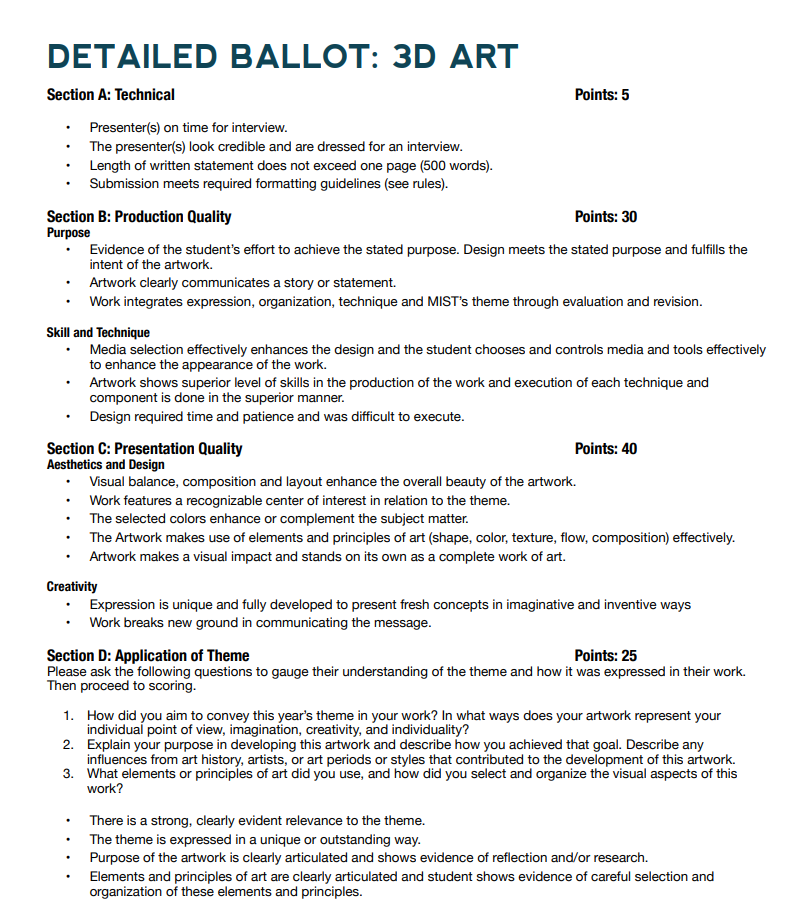 DETAILED BALLOT: 3D ART
Section A: Technical Points: 5
• Presenter(s) on time for interview.
• The presenter(s) look credible and are dressed for an interview.
• Length of written statement does not exceed one page (500 words).
• Submission meets required formatting guidelines (see rules).
Section B: Production Quality Points: 30
Purpose
• Evidence of the student's effort to achieve the stated purpose. Design meets the stated purpose and fulfills the
intent of the artwork.
• Artwork clearly communicates a story or statement.
• Work integrates expression, organization, technique and MIST's theme through evaluation and revision.
Skill and Technique
• Media selection effectively enhances the design and the student chooses and controls media and tools effectively
to enhance the appearance of the work.
• Artwork shows superior level of skills in the production of the work and execution of each technique and
component is done in the superior manner.
• Design required time and patience and was difficult to execute.
Section C: Presentation Quality Points: 40
Aesthetics and Design
• Visual balance, composition and layout enhance the overall beauty of the artwork.
• Work features a recognizable center of interest in relation to the theme.
• The selected colors enhance or complement the subject matter.
• The Artwork makes use of elements and principles of art (shape, color, texture, flow, composition) effectively.
• Artwork makes a visual impact and stands on its own as a complete work of art.
Creativity
• Expression is unique and fully developed to present fresh concepts in imaginative and inventive ways
• Work breaks new ground in communicating the message.
Section D: Application of Theme Points: 25
Please ask the following questions to gauge their understanding of the theme and how it was expressed in their work.
Then proceed to scoring.
1. How did you aim to convey this year's theme in your work? In what ways does your artwork represent your
individual point of view, imagination, creativity, and individuality?
2. Explain your purpose in developing this artwork and describe how you achieved that goal. Describe any
influences from art history, artists, or art periods or styles that contributed to the development of this artwork.
3. What elements or principles of art did you use, and how did you select and organize the visual aspects of this
work?
• There is a strong, clearly evident relevance to the theme.
• The theme is expressed in a unique or outstanding way.
• Purpose of the artwork is clearly articulated and shows evidence of reflection and/or research.
• Elements and principles of art are clearly articulated and student shows evidence of careful selection and
organization of these elements and principles.